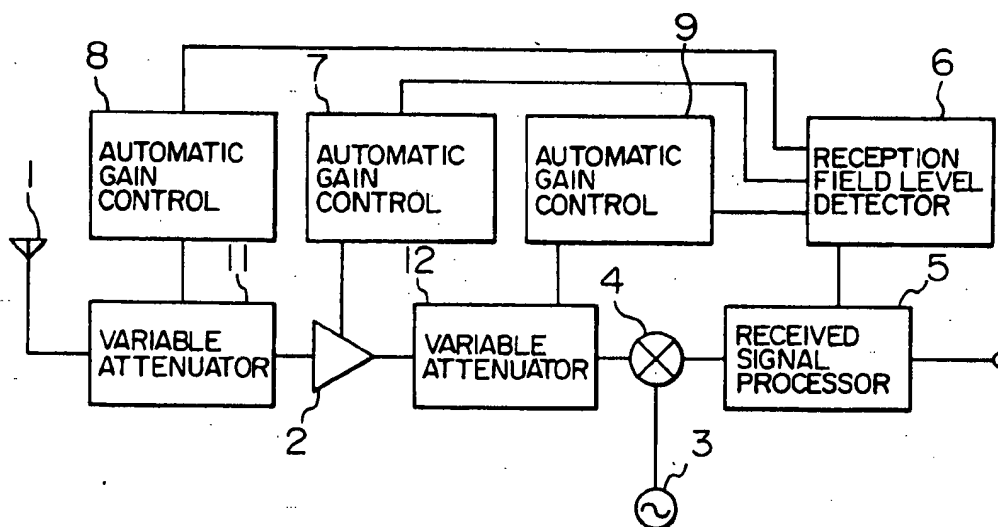 8
AUTOMATIC
GAIN
CONTROL
7
AUTOMATIC
GAIN
CONTROL
9
AUTOMATIC
GAIN
CONTROL
6
RECEPTION
FIELD LEVEL
DETECTOR
1
11
VARIABLE
ATTENUATOR
2
12
VARIABLE
ATTENUATOR
4
3
5
RECEIVED
SIGNAL
PROCESSOR